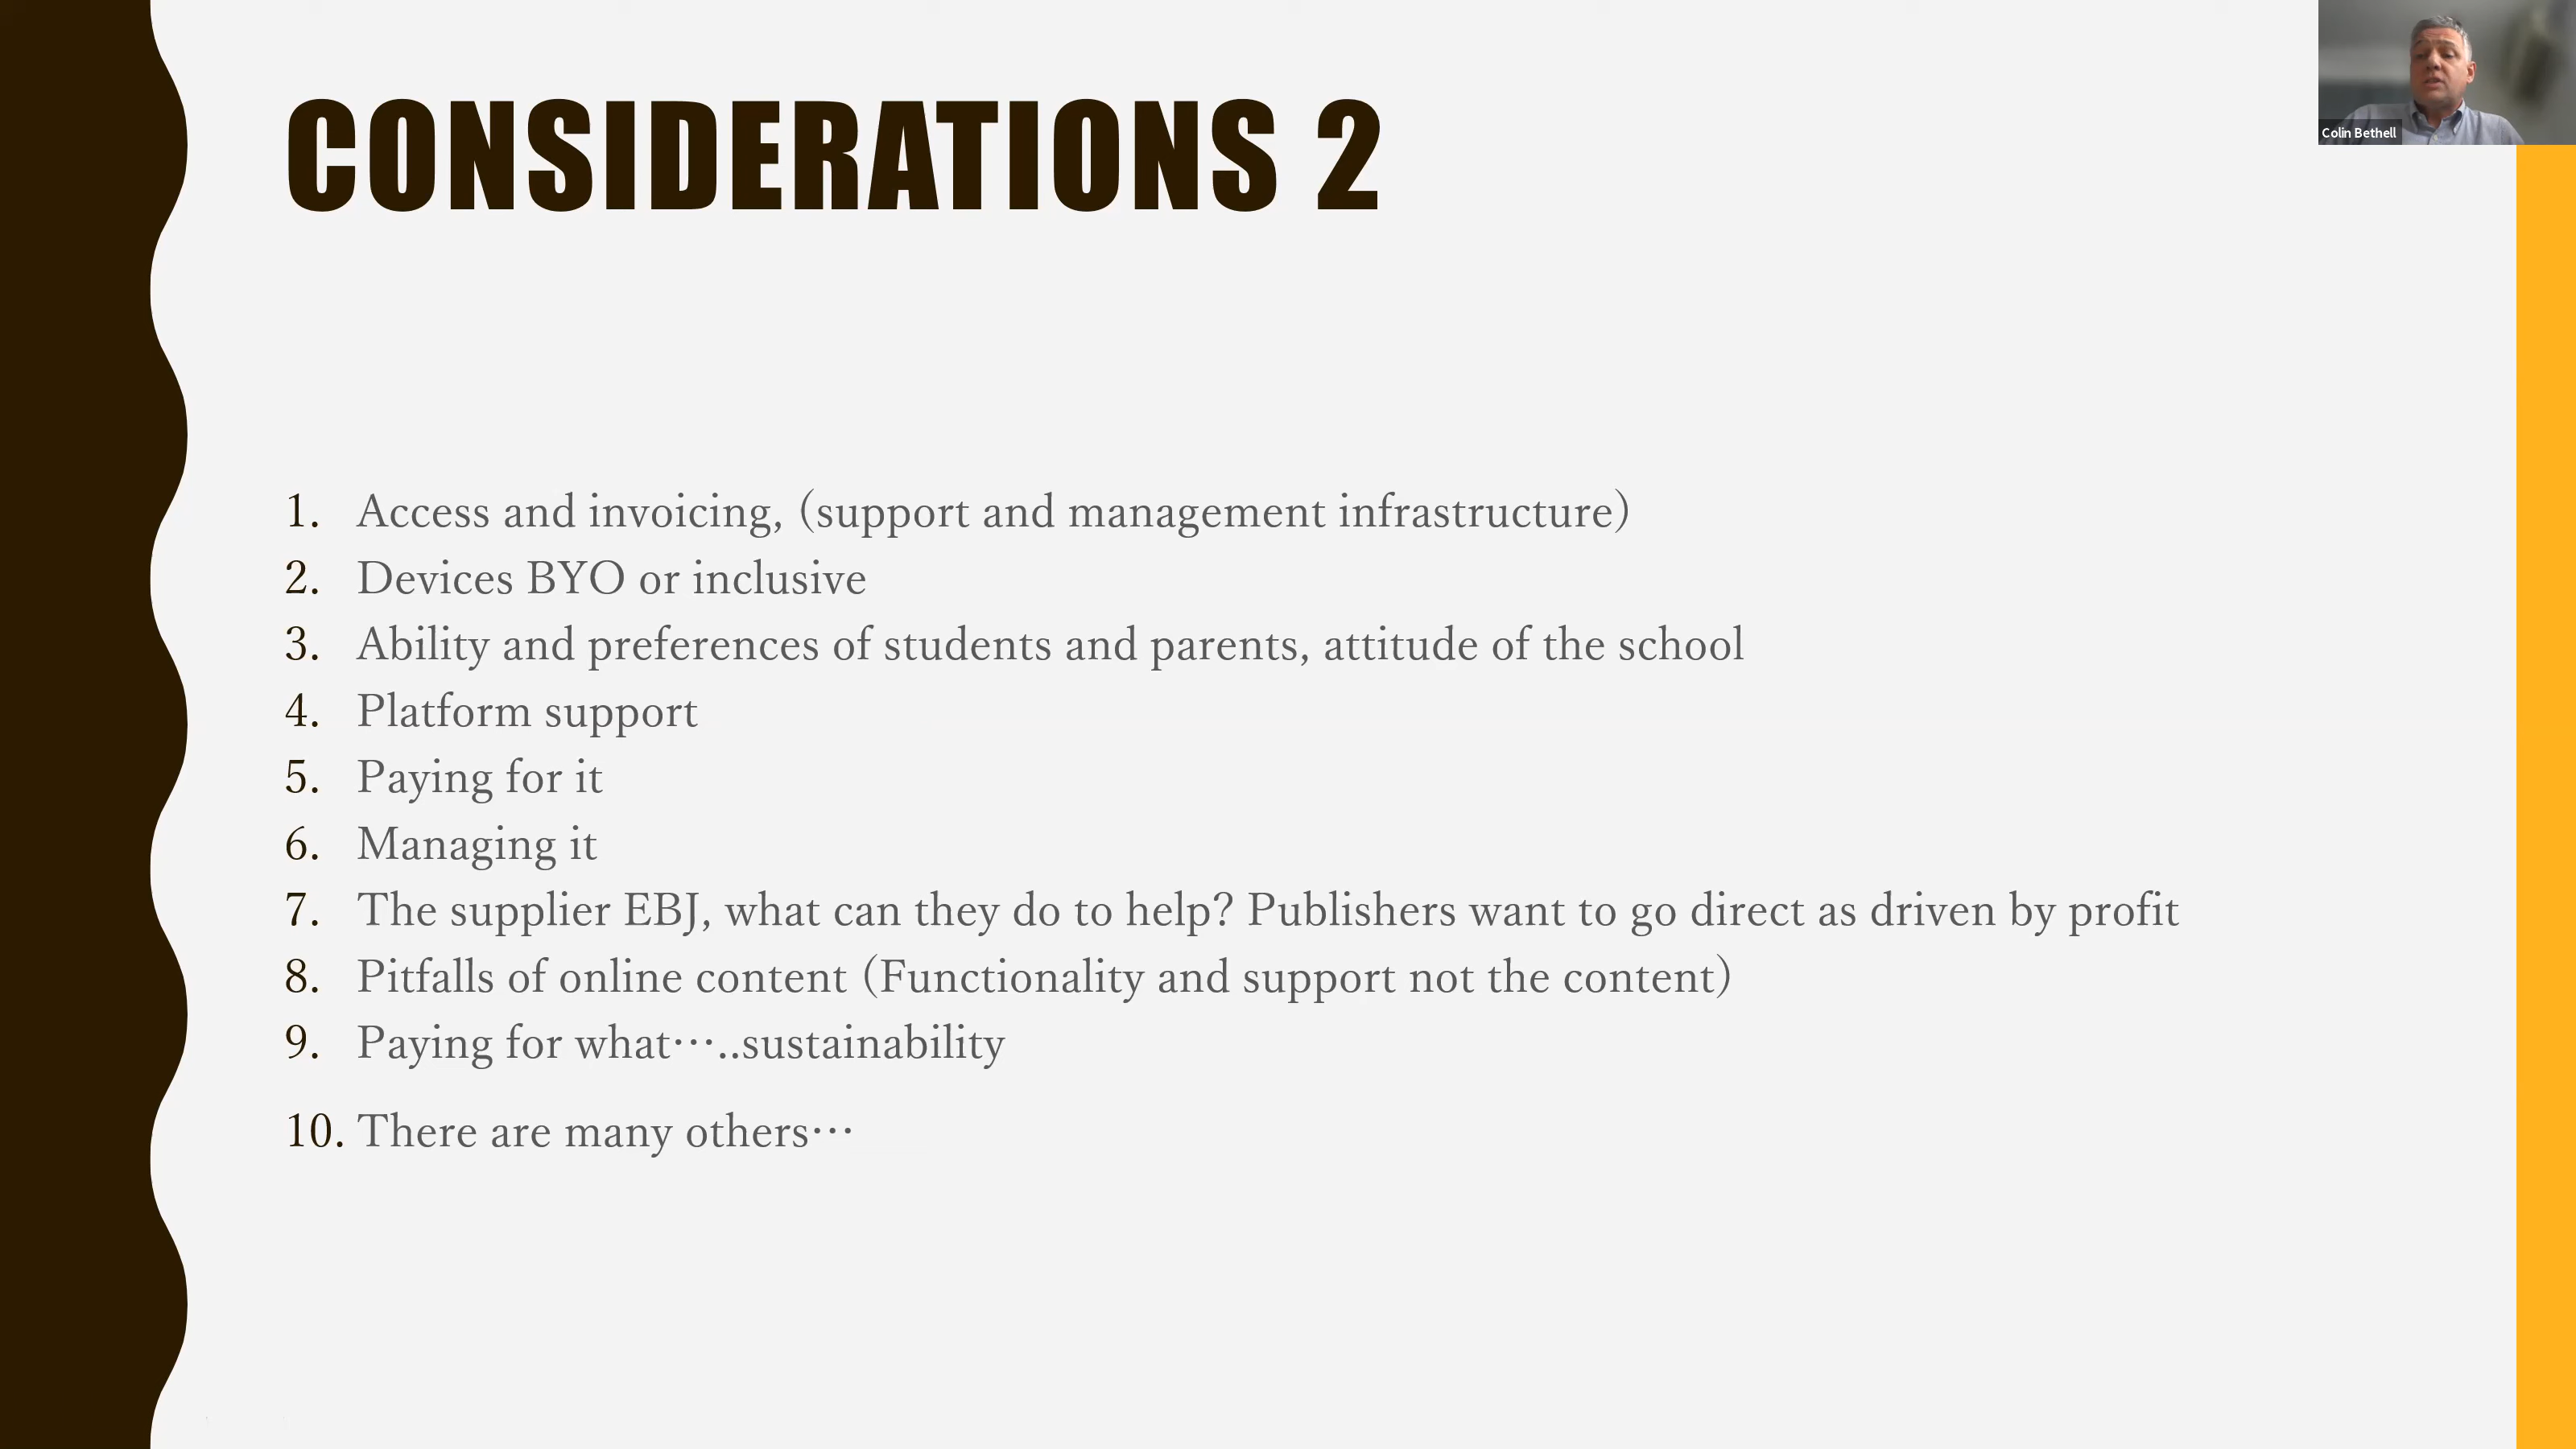 CONSIDERATIONS 2
Colin Bethell
1. Access and invoicing, (support and management infrastructure)
2. Devices BYO or inclusive
3. Ability and preferences of students and parents, attitude of the school
4. Platform support
5. Paying for it
6. Managing it
7. The supplier EBJ, what can they do to help? Publishers want to go direct as driven by profit
8. Pitfalls of online content (Functionality and support not the content)
9. Paying for what…..sustainability
10. There are many others…